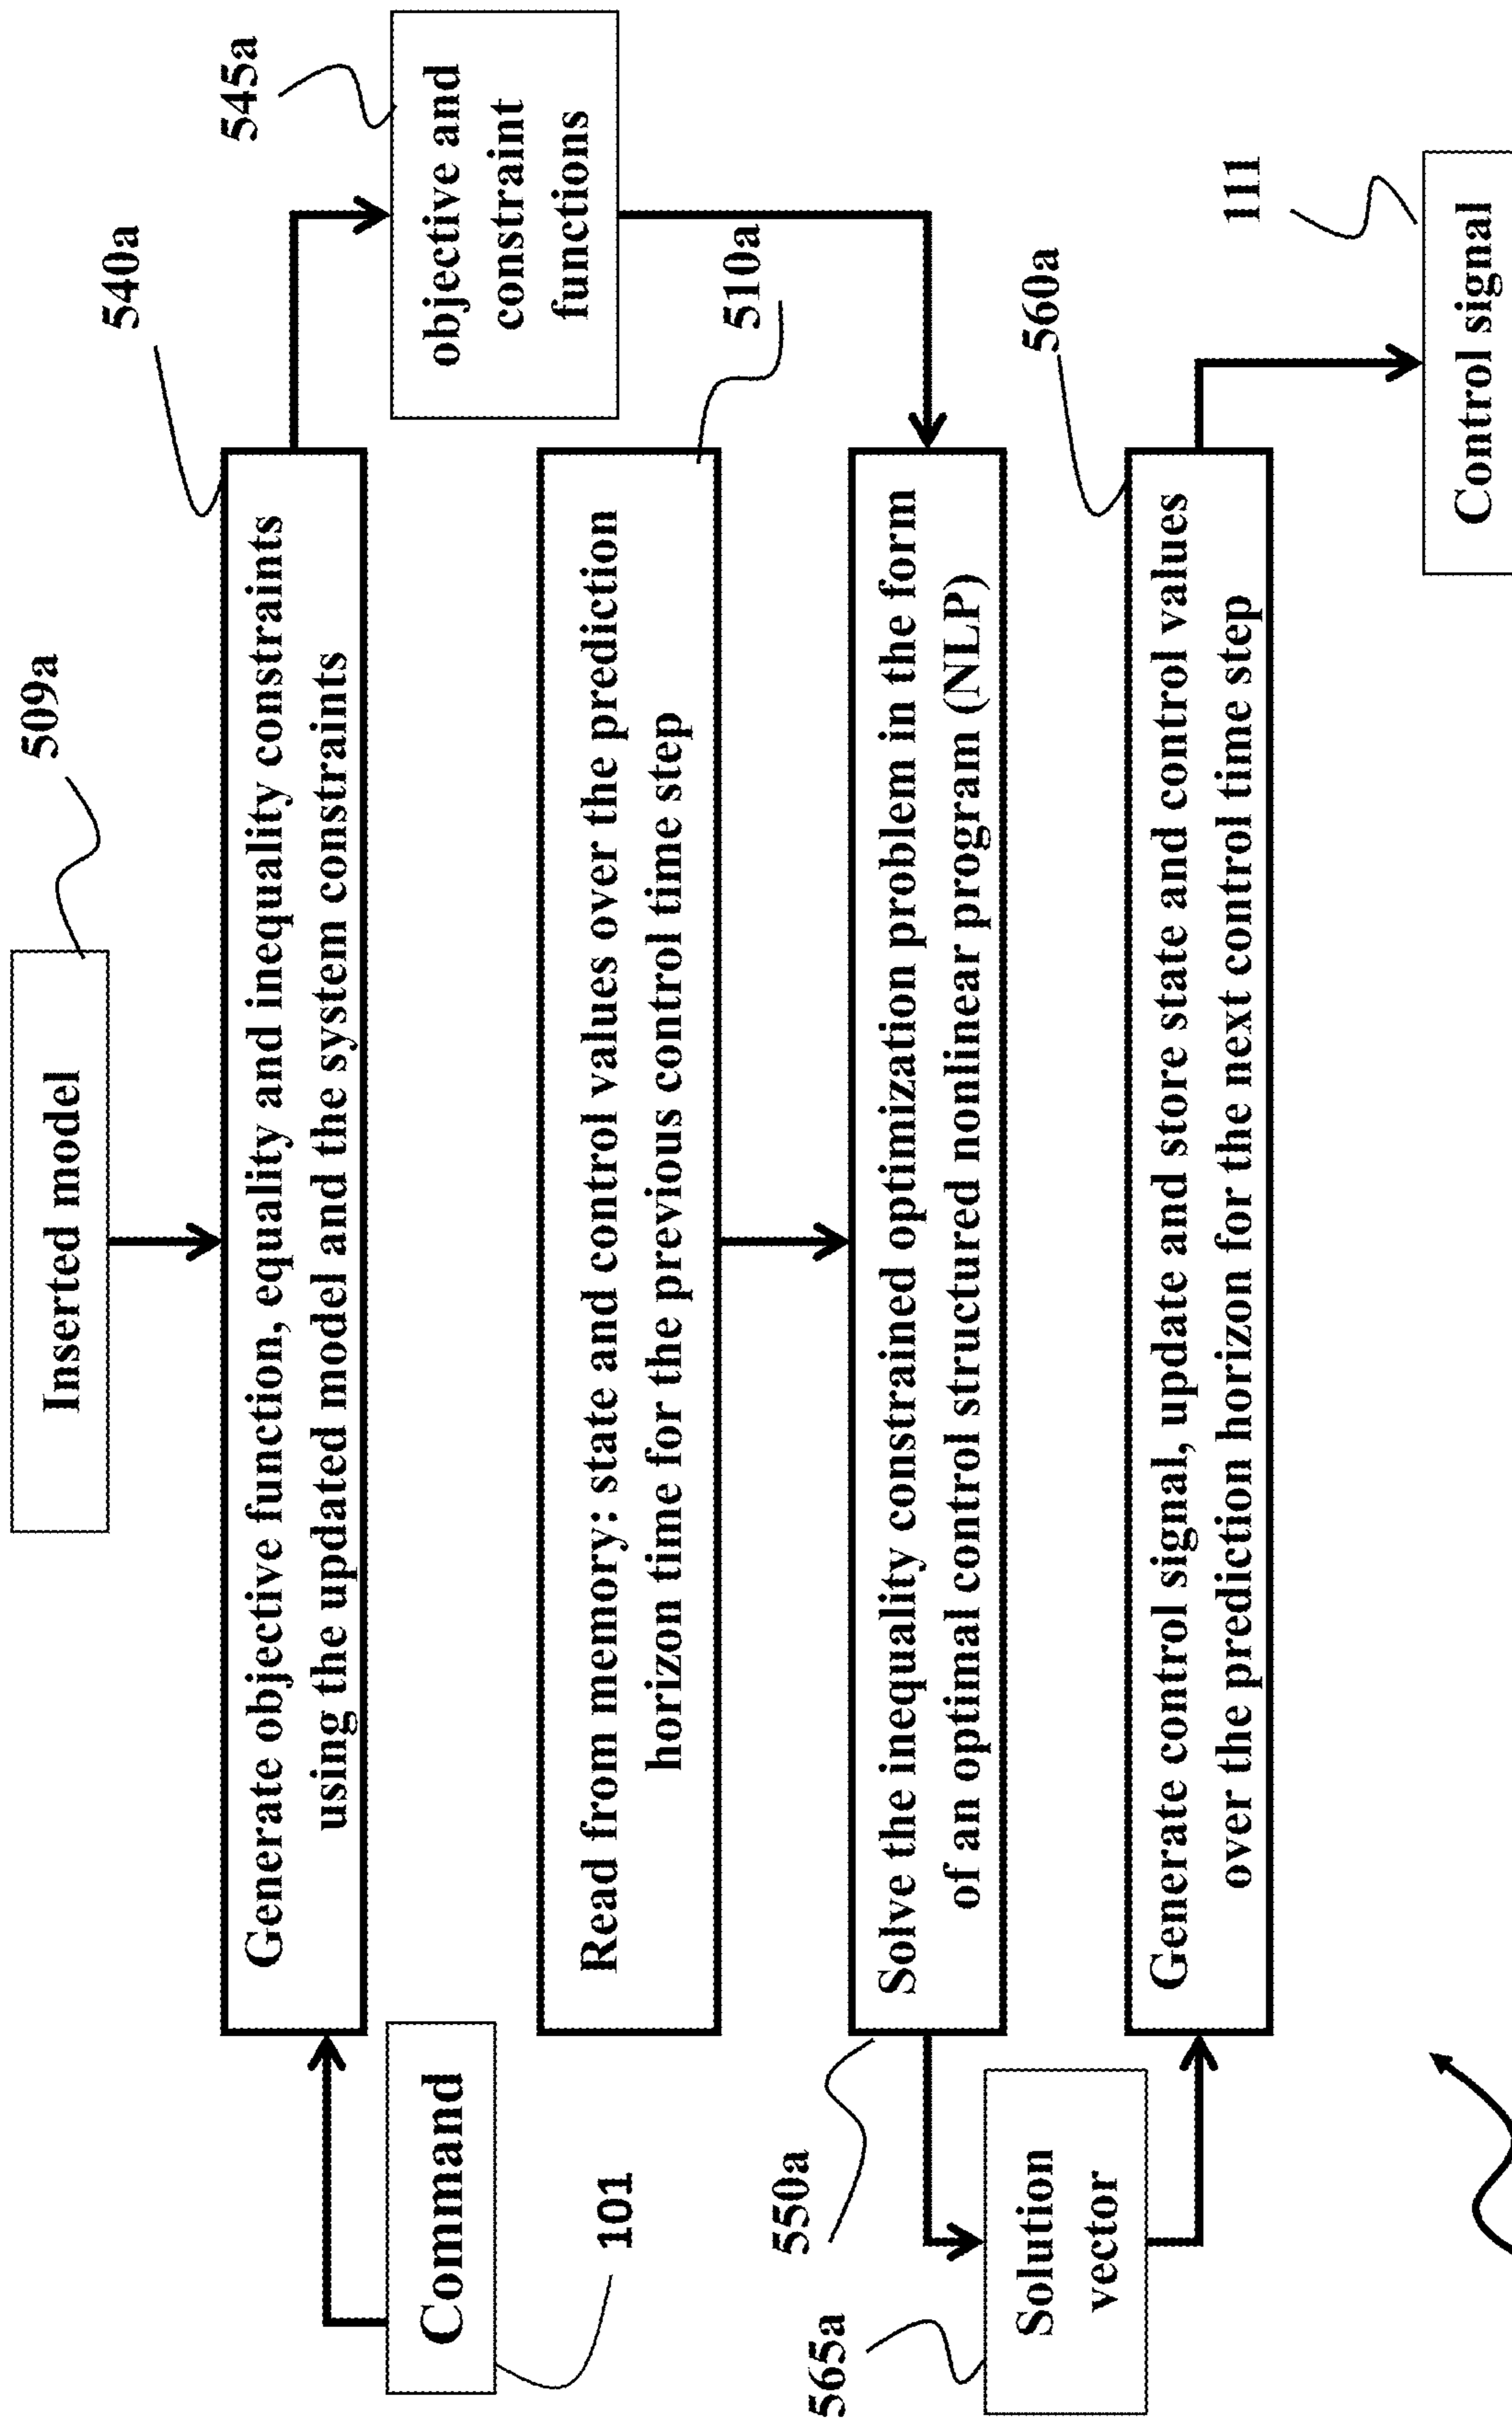 Inserted model
509a
540a
Generate objective function, equality and inequality constraints
using the updated model and the system constraints
Command
101
545a
objective and
constraint
functions
Read from memory: state and control values over the prediction
horizon time for the previous control time step
510a
Solve the inequality constrained optimization problem in the form
of an optimal control structured nonlinear program (NLP)
550a
565a
Solution
vector
560a
Generate control signal, update and store state and control values
over the prediction horizon for the next control time step
111
Control signal